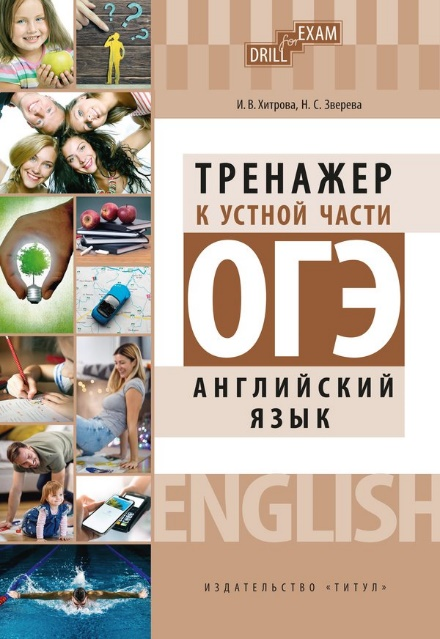 DRILL for EXAM
И. В. Хитрова, Н. С. Зверева
ТРЕНАЖЕР
К УСТНОЙ ЧАСТИ
ОГЭ
АНГЛИЙСКИЙ
ЯЗЫК
ENGLISH
ИЗДАТЕЛЬСТВО «ТИТУЛ»